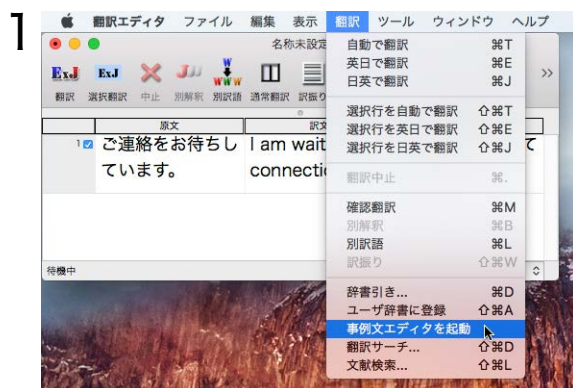 1
翻訳エディタ ファイル 編集 表示 翻訳 ツール ウィンドウ ヘルプ
名称未設定
ExJ ExJ JJJ W WWW
翻訳 選択翻訳 中止 別解釈 別訳語 通常翻訳 訳振り
原文 訳文
1 ご連絡をお待ちし
ています。
I am wait
connecti
て
待機中
自動で翻訳 ⌘T
英日で翻訳 ⌘E
日英で翻訳 ⌘J
選択行を自動で翻訳 ⇧⌘T
選択行を英日で翻訳 ⇧⌘E
選択行を日英で翻訳 ⇧⌘J
翻訳中止 ⌘.
確認翻訳 ⌘M
別解釈 ⌘B
別訳語 ⌘L
訳振り ⇧⌘W
辞書引き... ⌘D
ユーザ辞書に登録 ⇧⌘A
事例文エディタを起動
翻訳サーチ... ⇧⌘D
文献検索... ⇧⌘L